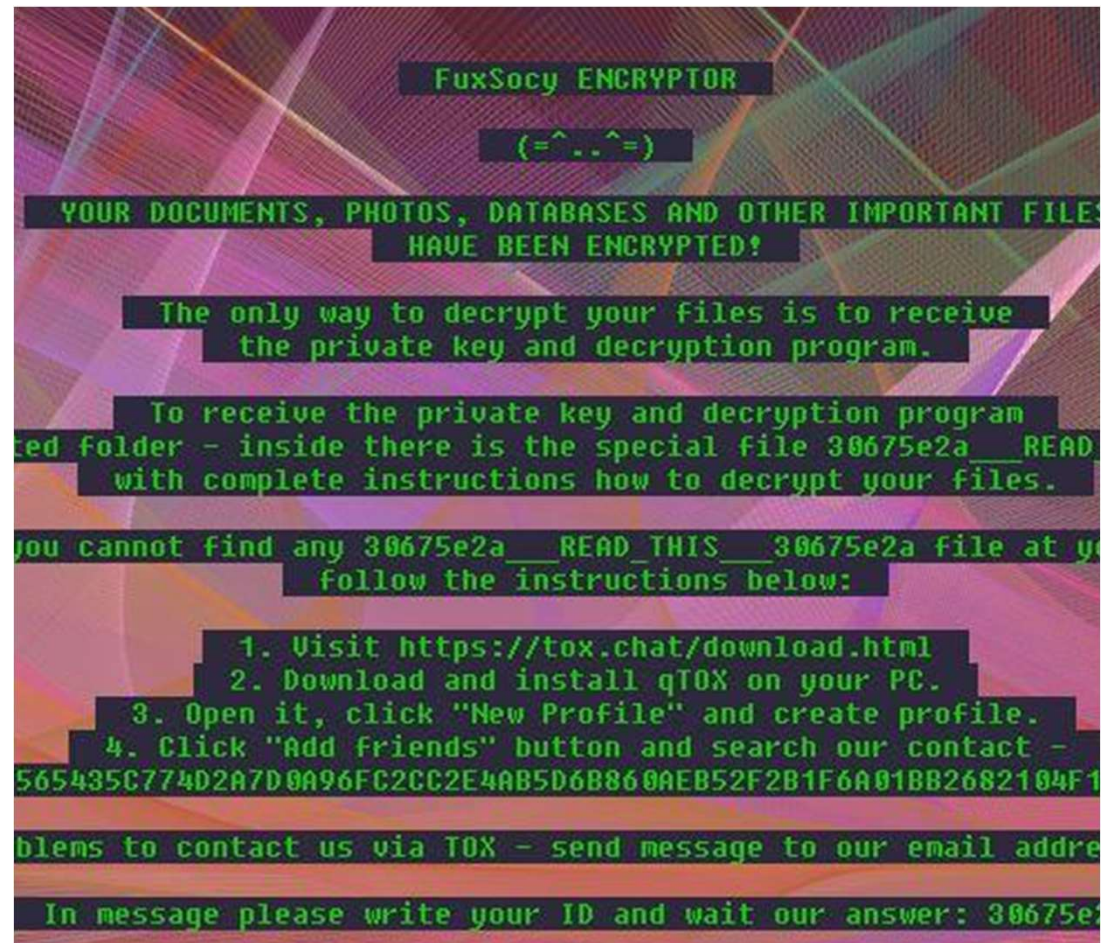 FuxSocy ENCRYPTOR
(=^..^=)
YOUR DOCUMENTS, PHOTOS, DATABASES AND OTHER IMPORTANT FILES
HAVE BEEN ENCRYPTED!
The only way to decrypt your files is to receive
the private key and decryption program.
To receive the private key and decryption program
ted folder - inside there is the special file 30675e2a___READ
with complete instructions how to decrypt your files.
you cannot find any 30675e2a___READ_THIS___30675e2a file at
follow the instructions below:
1. Visit https://tox.chat/download.html
2. Download and install qTOX on your PC.
3. Open it, click "New Profile" and create profile.
4. Click "Add friends" button and search our contact -
565435C774D2A7D0A96FC2CC2E4AB5D6B860AEB52F2B1F6A01BB2682104F1
blems to contact us via TOX - send message to our email addre
In message please write your ID and wait our answer: 30675e